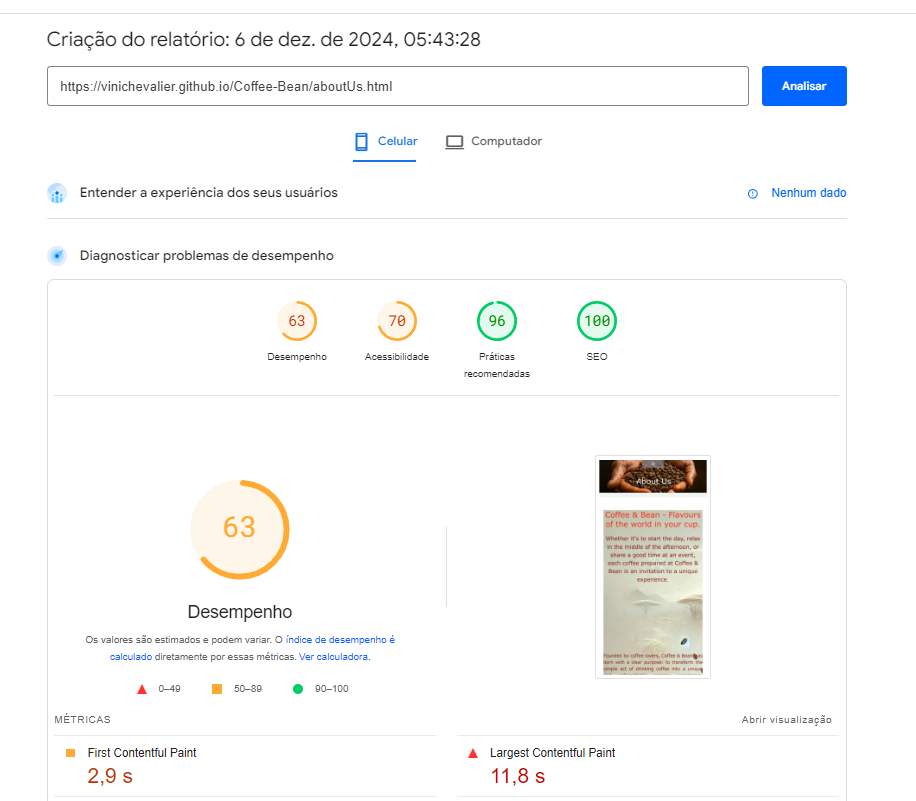 Criação do relatório: 6 de dez. de 2024, 05:43:28
https://vinichevalier.github.io/Coffee-Bean/aboutUs.html
Analisar
Celular
Computador
Entender a experiência dos seus usuários
Nenhum dado
Diagnosticar problemas de desempenho
63
70
96
100
Desempenho
Acessibilidade
Práticas
recomendadas
SEO
63
Desempenho
Os valores são estimados e podem variar. O índice de desempenho é
calculado diretamente por essas métricas. Ver calculadora.
0–49
50–89
90–100
About Us
Coffee & Bean - Flavours
of the world in your cup.
Whether it's to start the day, relax
in the middle of the afternoon, or
share a good time at an event,
each coffee prepared at Coffee &
Bean is an invitation to a unique
experience.
Founded by coffee lovers, Coffee & Bean was
born with a clear purpose: to transform the
simple act of drinking coffee into a unique
MÉTRICAS
Abrir visualização
First Contentful Paint
2,9 s
Largest Contentful Paint
11,8 s